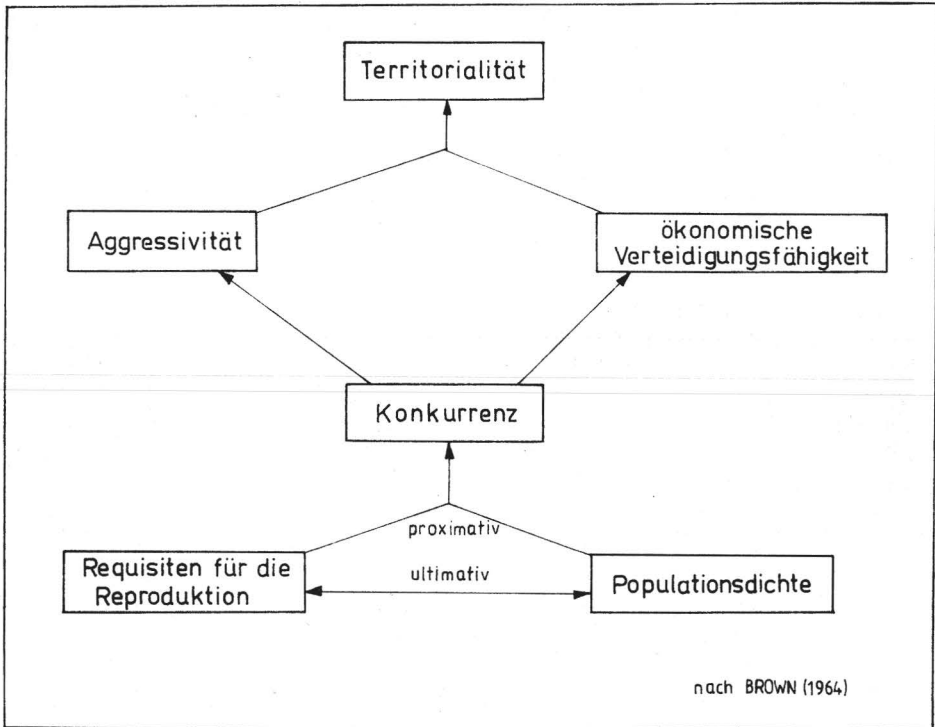 Territorialität
Aggressivität
ökonomische
Verteidigungsfähigkeit
Konkurrenz
proximativ
Requisiten für die
Reproduktion
ultimativ
Populationsdichte
nach BROWN (1964)